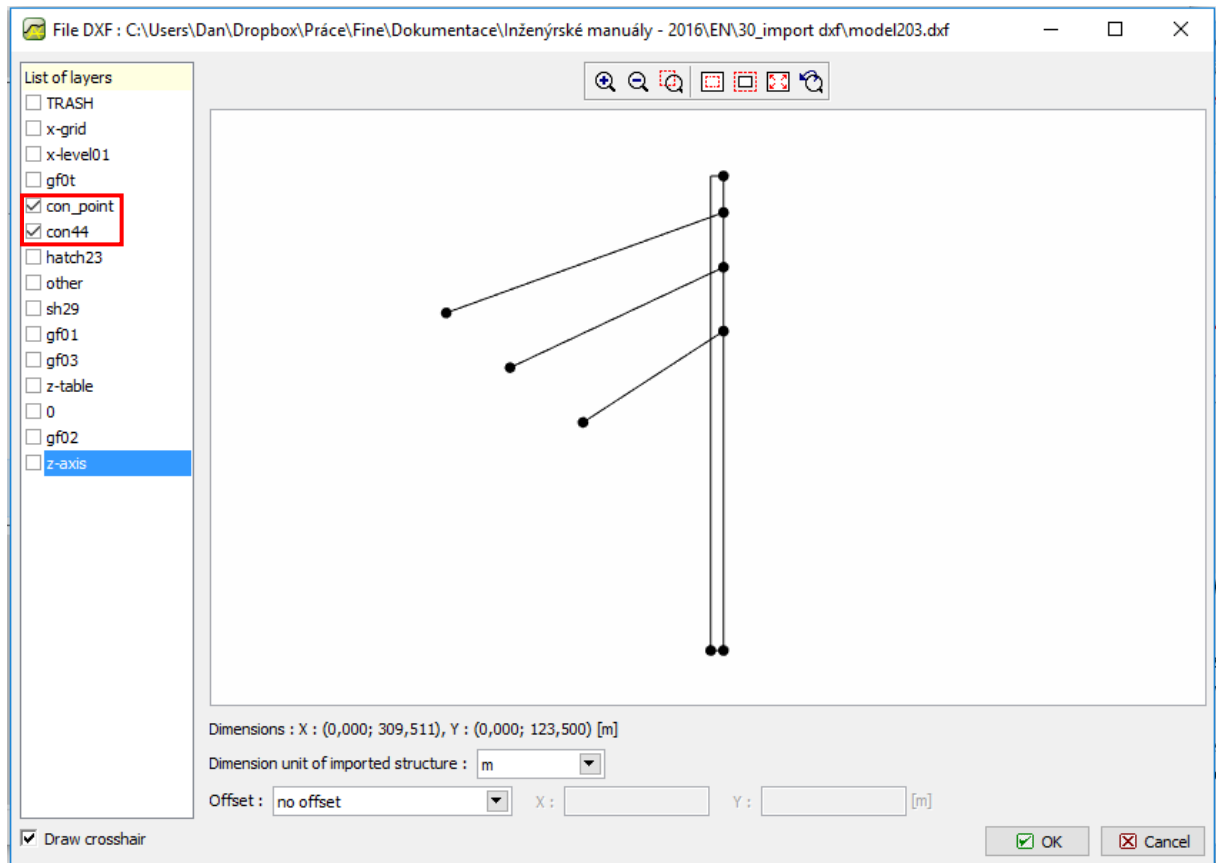 File DXF : C:\Users\Dan\Dropbox\Práce\Fine\Dokumentace\Inženýrské manuály - 2016\EN\30_import dxf\model203.dxf
List of layers
TRASH
x-grid
x-level01
gf0t
con_point
con44
hatch23
other
sh29
gf01
gf03
z-table
0
gf02
z-axis
Dimensions : X : (0,000; 309,511), Y : (0,000; 123,500) [m]
Dimension unit of imported structure : m
Offset : no offset X : Y : [m]
Draw crosshair OK Cancel